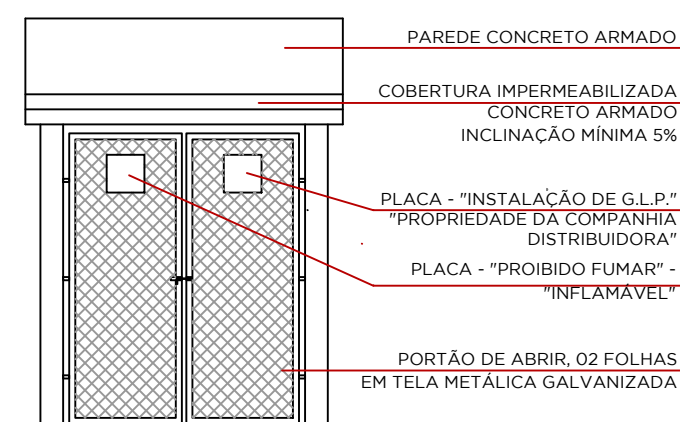 PAREDE CONCRETO ARMADO
COBERTURA IMPERMEABILIZADA
CONCRETO ARMADO
INCLINAÇÃO MÍNIMA 5%
PLACA - "INSTALAÇÃO DE G.L.P."
"PROPRIEDADE DA COMPANHIA
DISTRIBUIDORA"
PLACA - "PROIBIDO FUMAR" -
"INFLAMÁVEL"
PORTÃO DE ABRIR, 02 FOLHAS
EM TELA METÁLICA GALVANIZADA